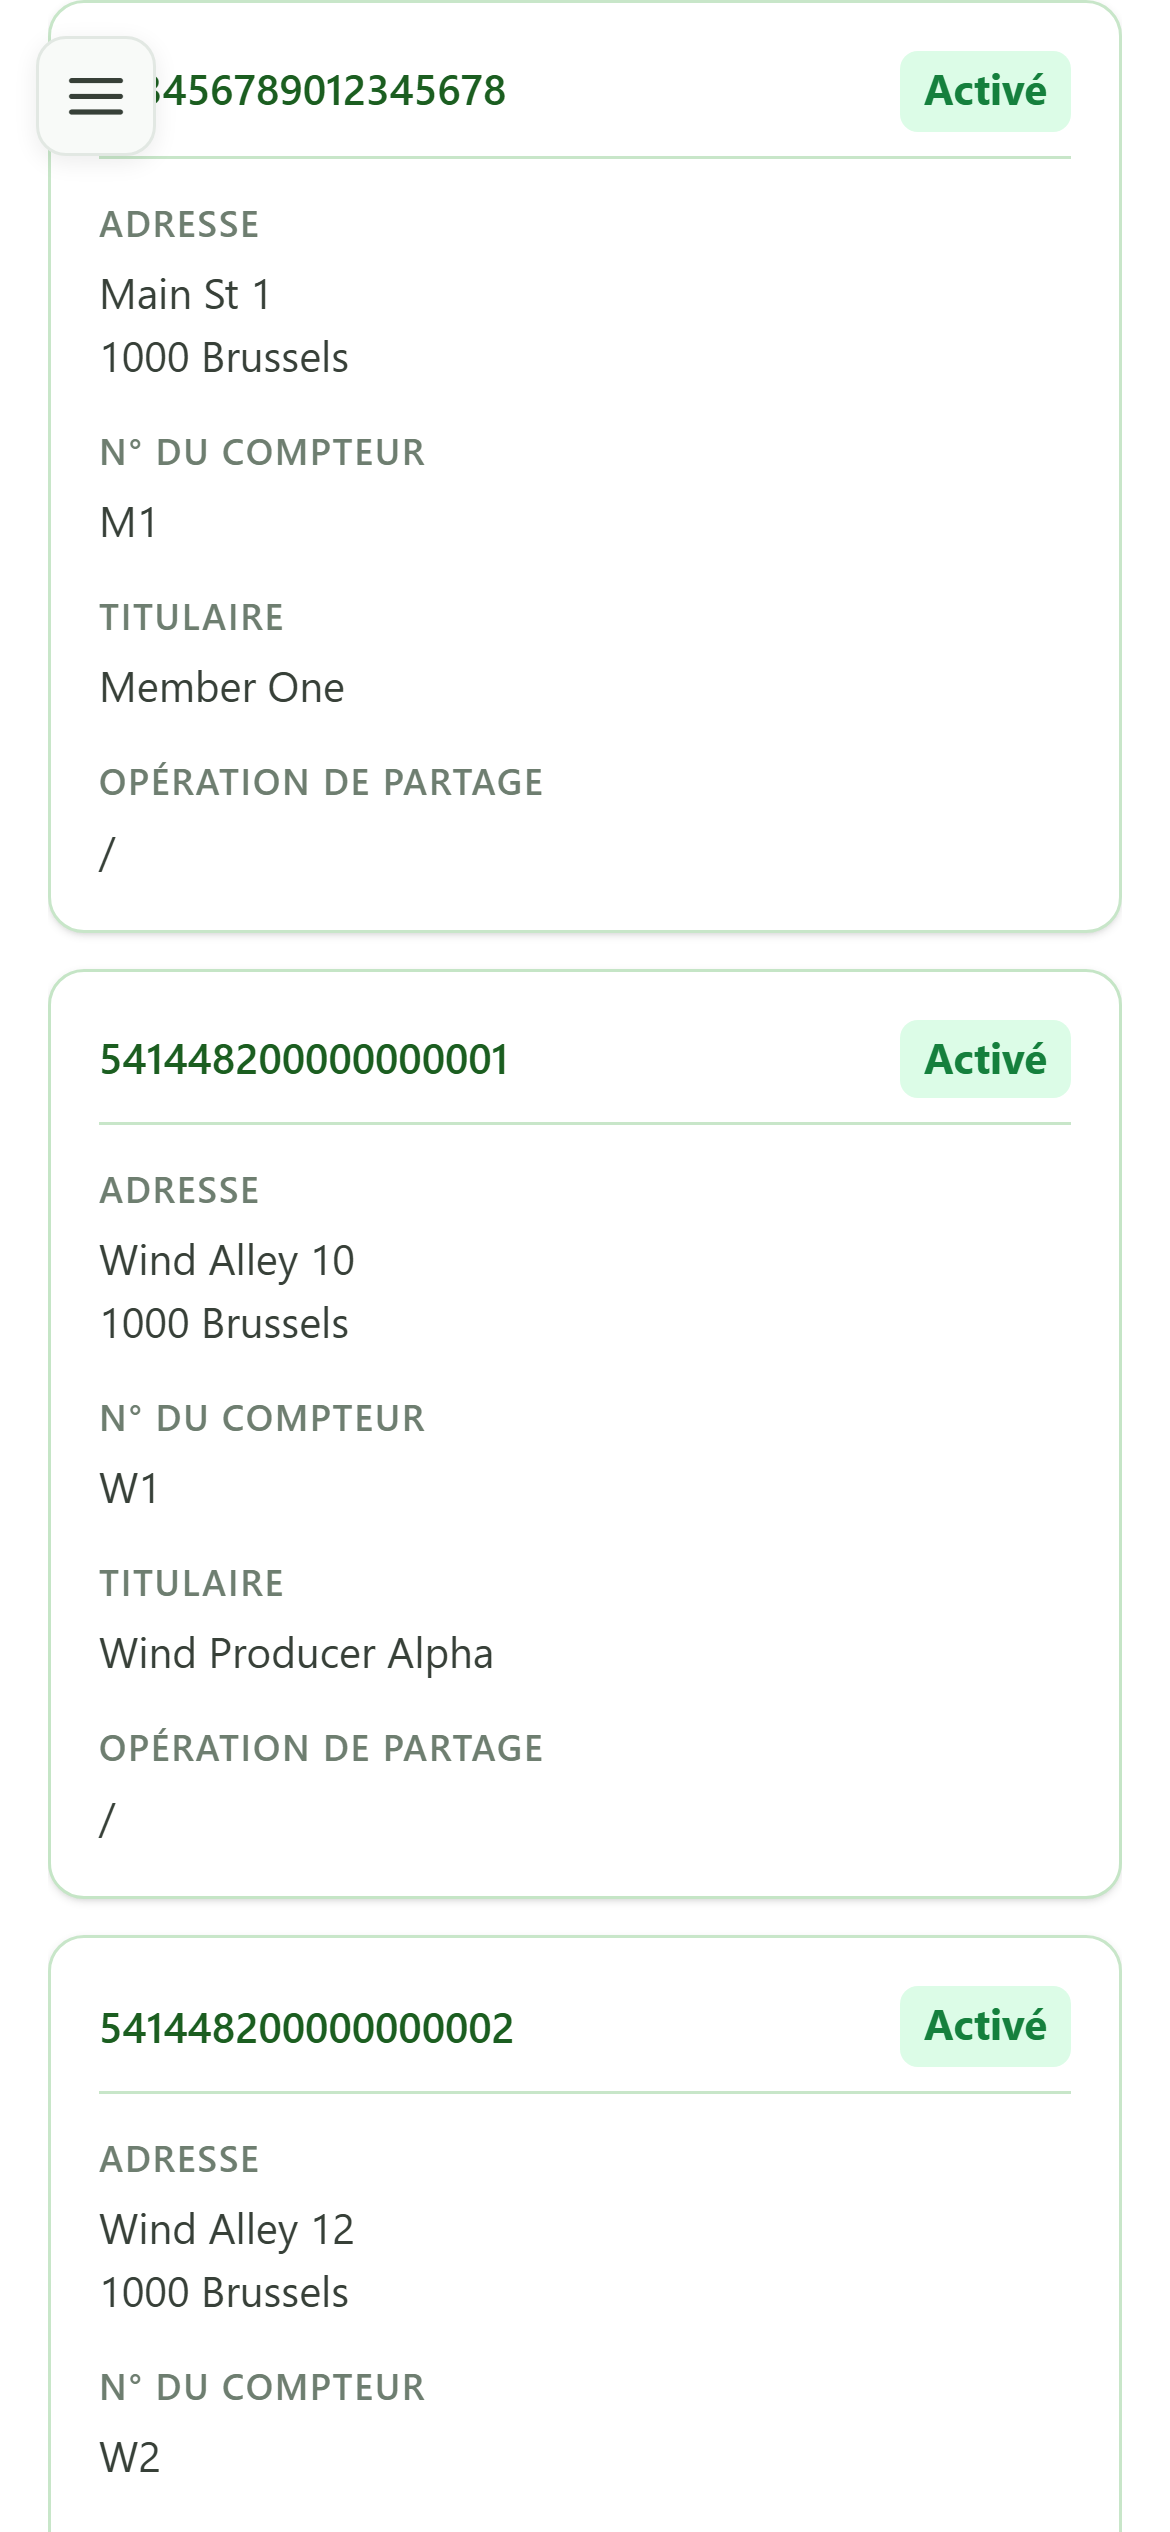 3456789012345678
Activé
ADRESSE
Main St 1
1000 Brussels
N° DU COMPTEUR
M1
TITULAIRE
Member One
OPÉRATION DE PARTAGE
/
541448200000000001
Activé
ADRESSE
Wind Alley 10
1000 Brussels
N° DU COMPTEUR
W1
TITULAIRE
Wind Producer Alpha
OPÉRATION DE PARTAGE
/
541448200000000002
Activé
ADRESSE
Wind Alley 12
1000 Brussels
N° DU COMPTEUR
W2